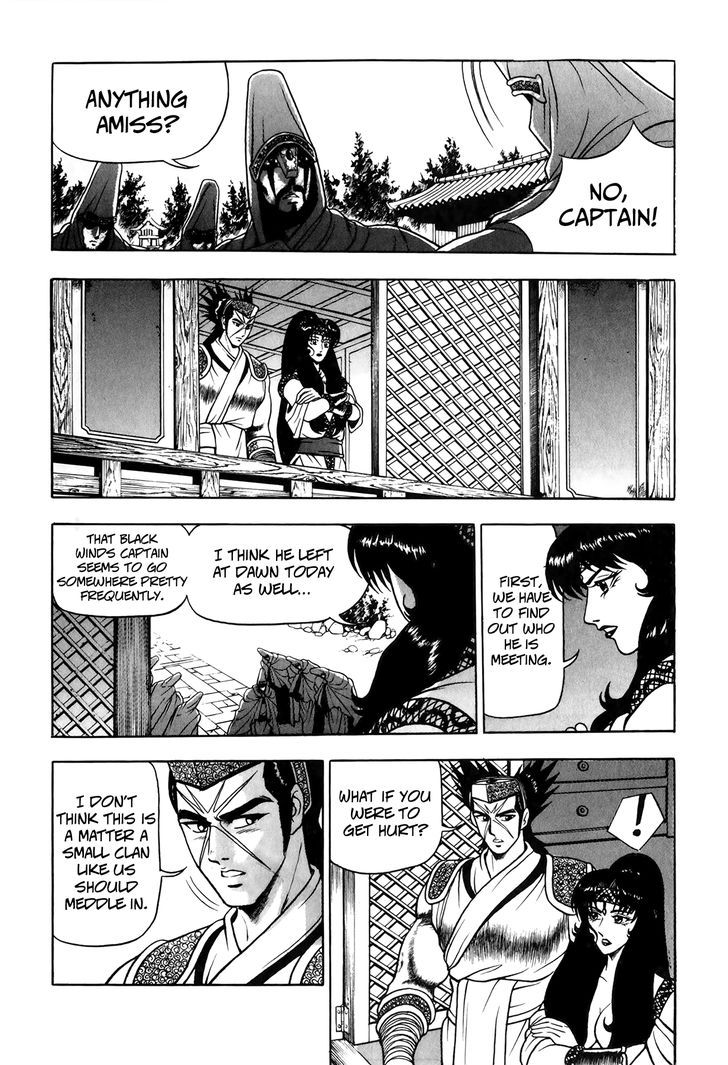 ANYTHING
AMISS?
NO,
CAPTAIN!
THAT BLACK
WINDS CAPTAIN
SEEMS TO GO
SOMEWHERE PRETTY
FREQUENTLY.
I THINK HE LEFT
AT DAWN TODAY
AS WELL...
FIRST,
WE HAVE
TO FIND
OUT WHO
HE IS
MEETING.
I DON'T
THINK THIS IS
A MATTER A
SMALL CLAN
LIKE US
SHOULD
MEDDLE IN.
WHAT IF YOU
WERE TO
GET HURT?
!